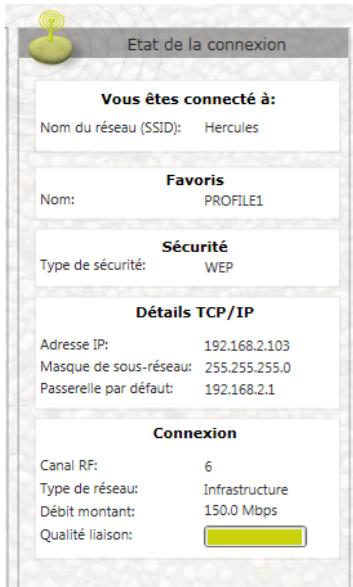 Etat de la connexion
Vous êtes connecté à:
Nom du réseau (SSID): Hercules
Favoris
Nom: PROFILE1
Sécurité
Type de sécurité: WEP
Détails TCP/IP
Adresse IP: 192.168.2.103
Masque de sous-réseau: 255.255.255.0
Passerelle par défaut: 192.168.2.1
Connexion
Canal RF: 6
Type de réseau: Infrastructure
Débit montant: 150.0 Mbps
Qualité liaison: